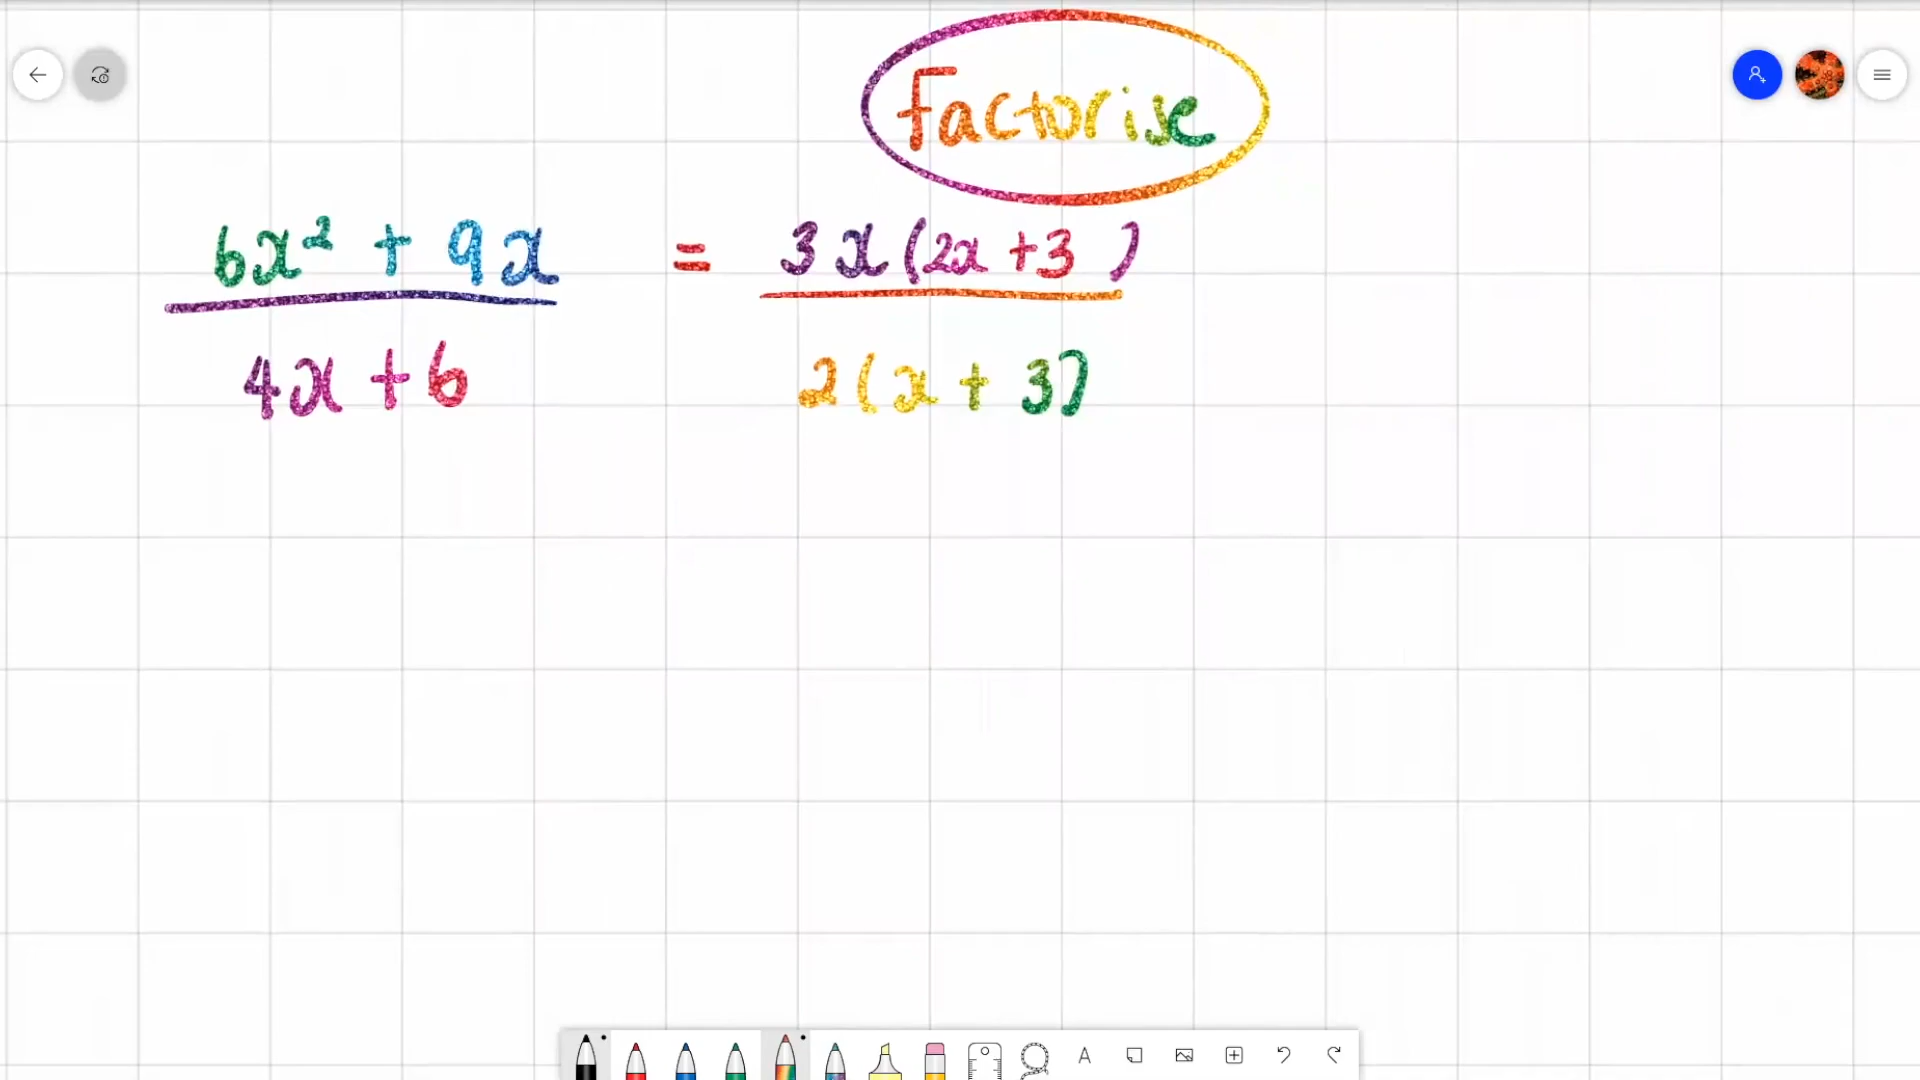 Factorise
6x² + 9x = 3x(2x +3 )
4x + 6 2(x + 3)
A